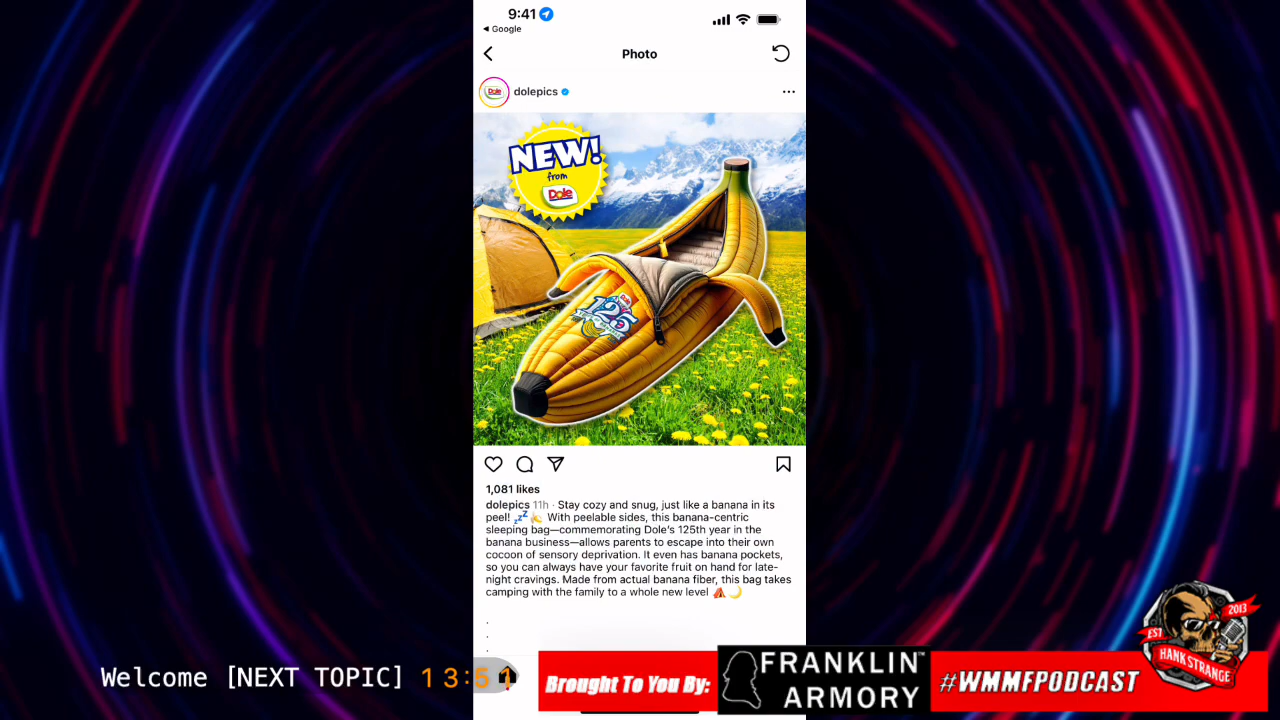 9:41
◀ Google
Photo
dolepics
NEW!
from
Dole
Dole
125
1,081 likes
dolepics 11h · Stay cozy and snug, just like a banana in its
peel! 💤🍌 With peelable sides, this banana-centric
sleeping bag—commemorating Dole's 125th year in the
banana business—allows parents to escape into their own
cocoon of sensory deprivation. It even has banana pockets,
so you can always have your favorite fruit on hand for late-
night cravings. Made from actual banana fiber, this bag takes
camping with the family to a whole new level ⛺🌙
.
.
.
Welcome [NEXT TOPIC] 13:51
Brought To You By:
FRANKLIN™
ARMORY
#WMMFPODCAST
EST
2013
HANK STRANGE